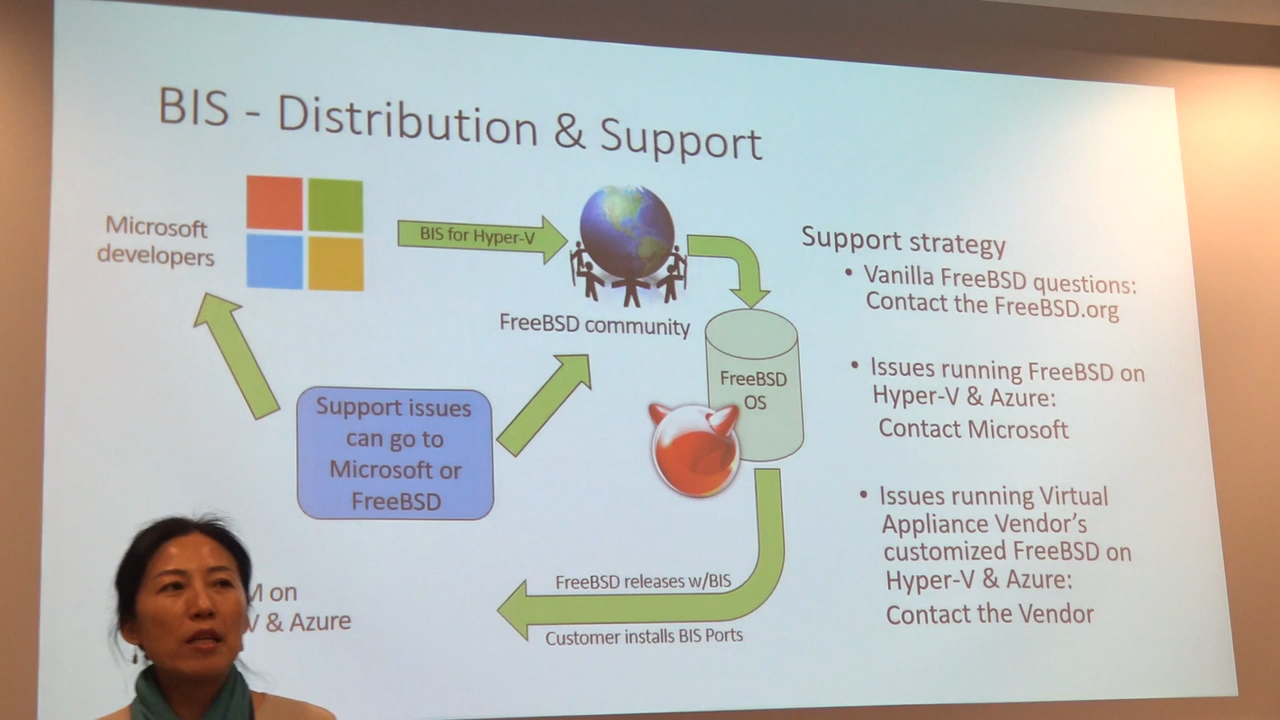 BIS - Distribution & Support
Microsoft
developers
BIS for Hyper-V
FreeBSD community
FreeBSD
OS
Support issues
can go to
Microsoft or
FreeBSD
FreeBSD releases w/BIS
Customer installs BIS Ports
on
& Azure
Support strategy
• Vanilla FreeBSD questions:
Contact the FreeBSD.org
• Issues running FreeBSD on
Hyper-V & Azure:
Contact Microsoft
• Issues running Virtual
Appliance Vendor's
customized FreeBSD on
Hyper-V & Azure:
Contact the Vendor